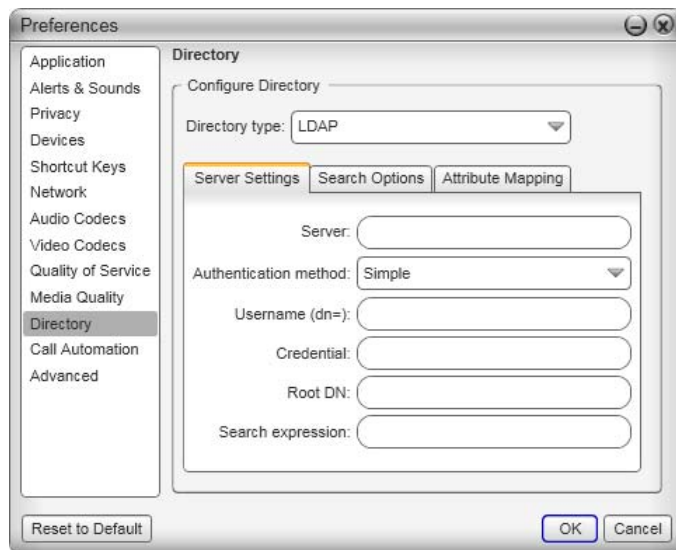 Preferences
Application
Alerts & Sounds
Privacy
Devices
Shortcut Keys
Network
Audio Codecs
Video Codecs
Quality of Service
Media Quality
Directory
Call Automation
Advanced
Directory
Configure Directory
Directory type: LDAP
Server Settings Search Options Attribute Mapping
Server:
Authentication method: Simple
Username (dn=):
Credential:
Root DN:
Search expression:
Reset to Default OK Cancel